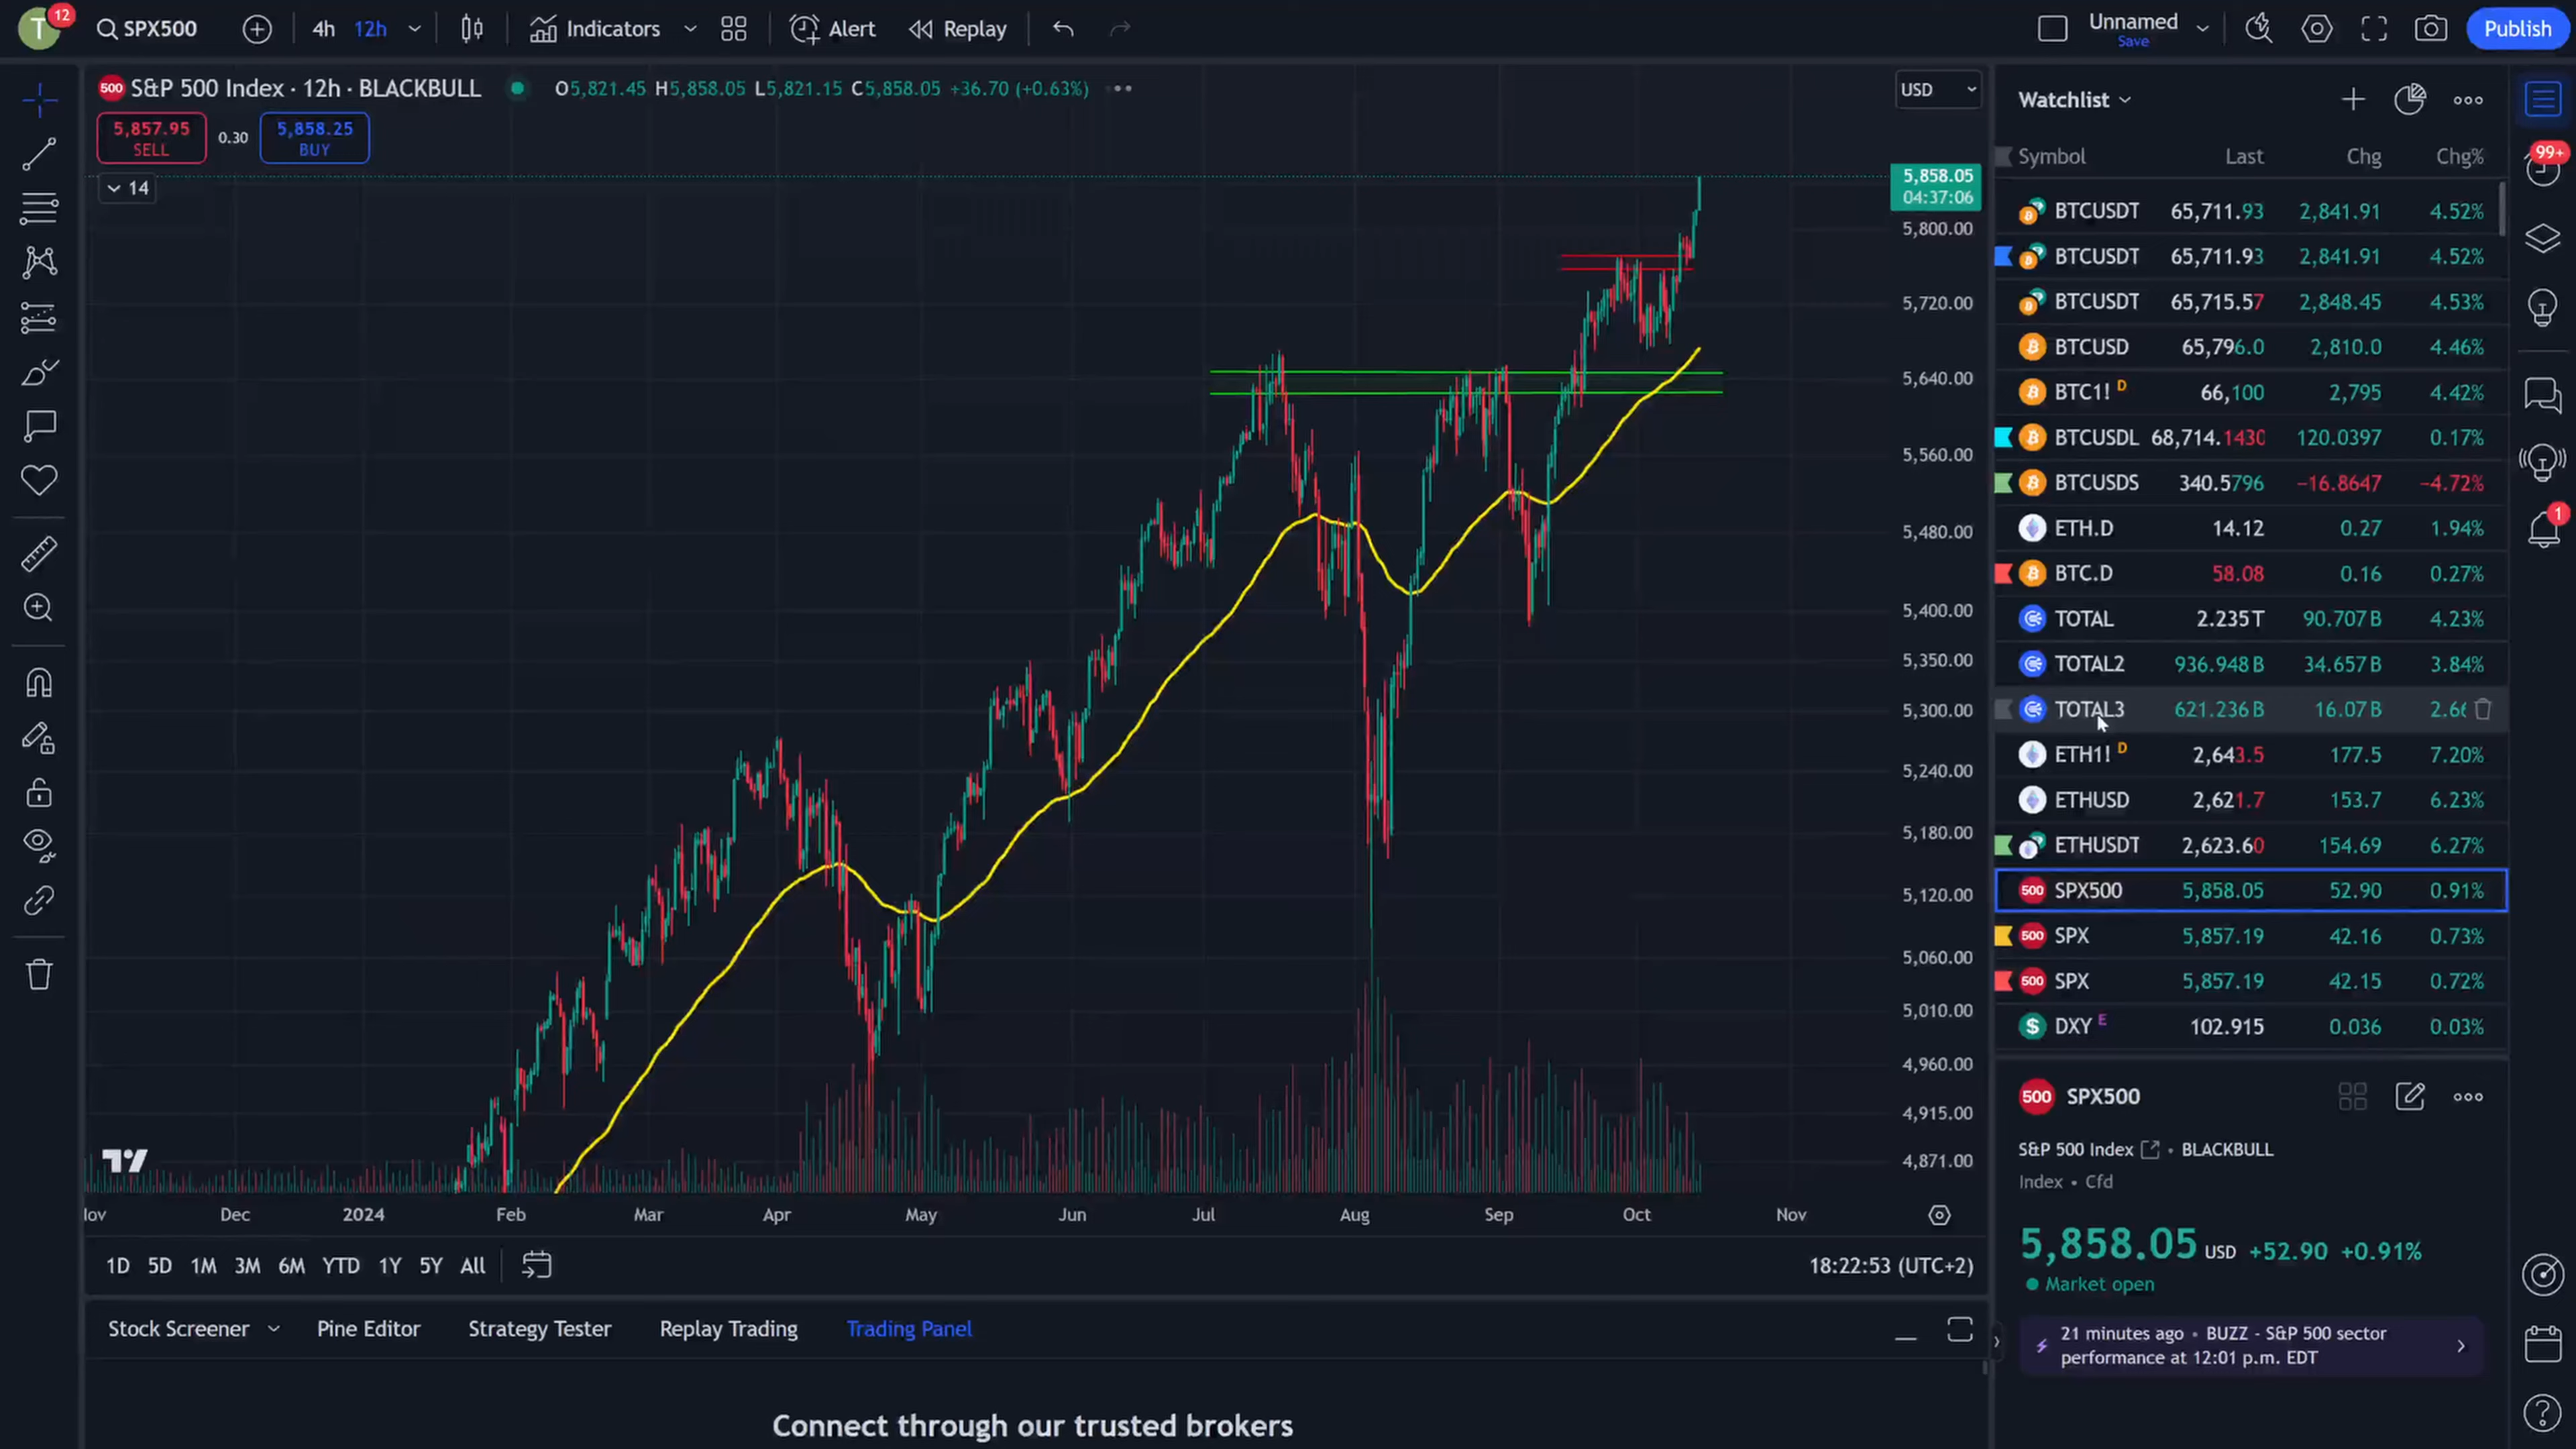 T
12
SPX500
4h 12h
Indicators
Alert
Replay
Unnamed
Save
Publish
500 S&P 500 Index · 12h · BLACKBULL O5,821.45 H5,858.05 L5,821.15 C5,858.05 +36.70 (+0.63%)
USD
5,857.95
SELL
0.30
5,858.25
BUY
14
5,858.05
04:37:06
5,800.00
5,720.00
5,640.00
5,560.00
5,480.00
5,400.00
5,350.00
5,300.00
5,240.00
5,180.00
5,120.00
5,060.00
5,010.00
4,960.00
4,915.00
4,871.00
lov Dec 2024 Feb Mar Apr May Jun Jul Aug Sep Oct Nov
1D 5D 1M 3M 6M YTD 1Y 5Y All
18:22:53 (UTC+2)
Stock Screener Pine Editor Strategy Tester Replay Trading Trading Panel
Connect through our trusted brokers
Watchlist
Symbol Last Chg Chg%
BTCUSDT 65,711.93 2,841.91 4.52%
BTCUSDT 65,711.93 2,841.91 4.52%
BTCUSDT 65,715.57 2,848.45 4.53%
BTCUSD 65,796.0 2,810.0 4.46%
BTC1! D 66,100 2,795 4.42%
BTCUSDL 68,714.1430 120.0397 0.17%
BTCUSDS 340.5796 −16.8647 −4.72%
ETH.D 14.12 0.27 1.94%
BTC.D 58.08 0.16 0.27%
TOTAL 2.235T 90.707B 4.23%
TOTAL2 936.948B 34.657B 3.84%
TOTAL3 621.236B 16.07B 2.6
ETH1! D 2,643.5 177.5 7.20%
ETHUSD 2,621.7 153.7 6.23%
ETHUSDT 2,623.60 154.69 6.27%
500 SPX500 5,858.05 52.90 0.91%
500 SPX 5,857.19 42.16 0.73%
500 SPX 5,857.19 42.15 0.72%
$ DXY E 102.915 0.036 0.03%
500 SPX500
S&P 500 Index • BLACKBULL
Index • Cfd
5,858.05 USD +52.90 +0.91%
Market open
21 minutes ago • BUZZ - S&P 500 sector
performance at 12:01 p.m. EDT
99+
1